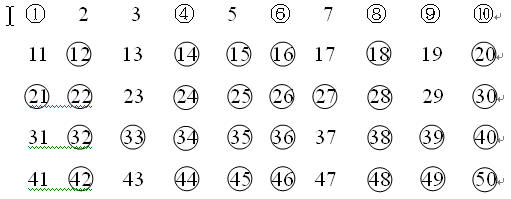 ① 2 3 ④ 5 ⑥ 7 ⑧ ⑨ ⑩↵
11 ⑫ 13 ⑭ ⑮ ⑯ 17 ⑱ 19 ⑳↵
㉑ ㉒ 23 ㉔ ㉕ ㉖ ㉗ ㉘ 29 ㉚↵
31 ㉜ ㉝ ㉞ ㉟ ㊱ 37 ㊳ ㊴ ㊵↵
41 ㊷ 43 ㊹ ㊺ ㊻ 47 ㊽ ㊾ ㊿↵